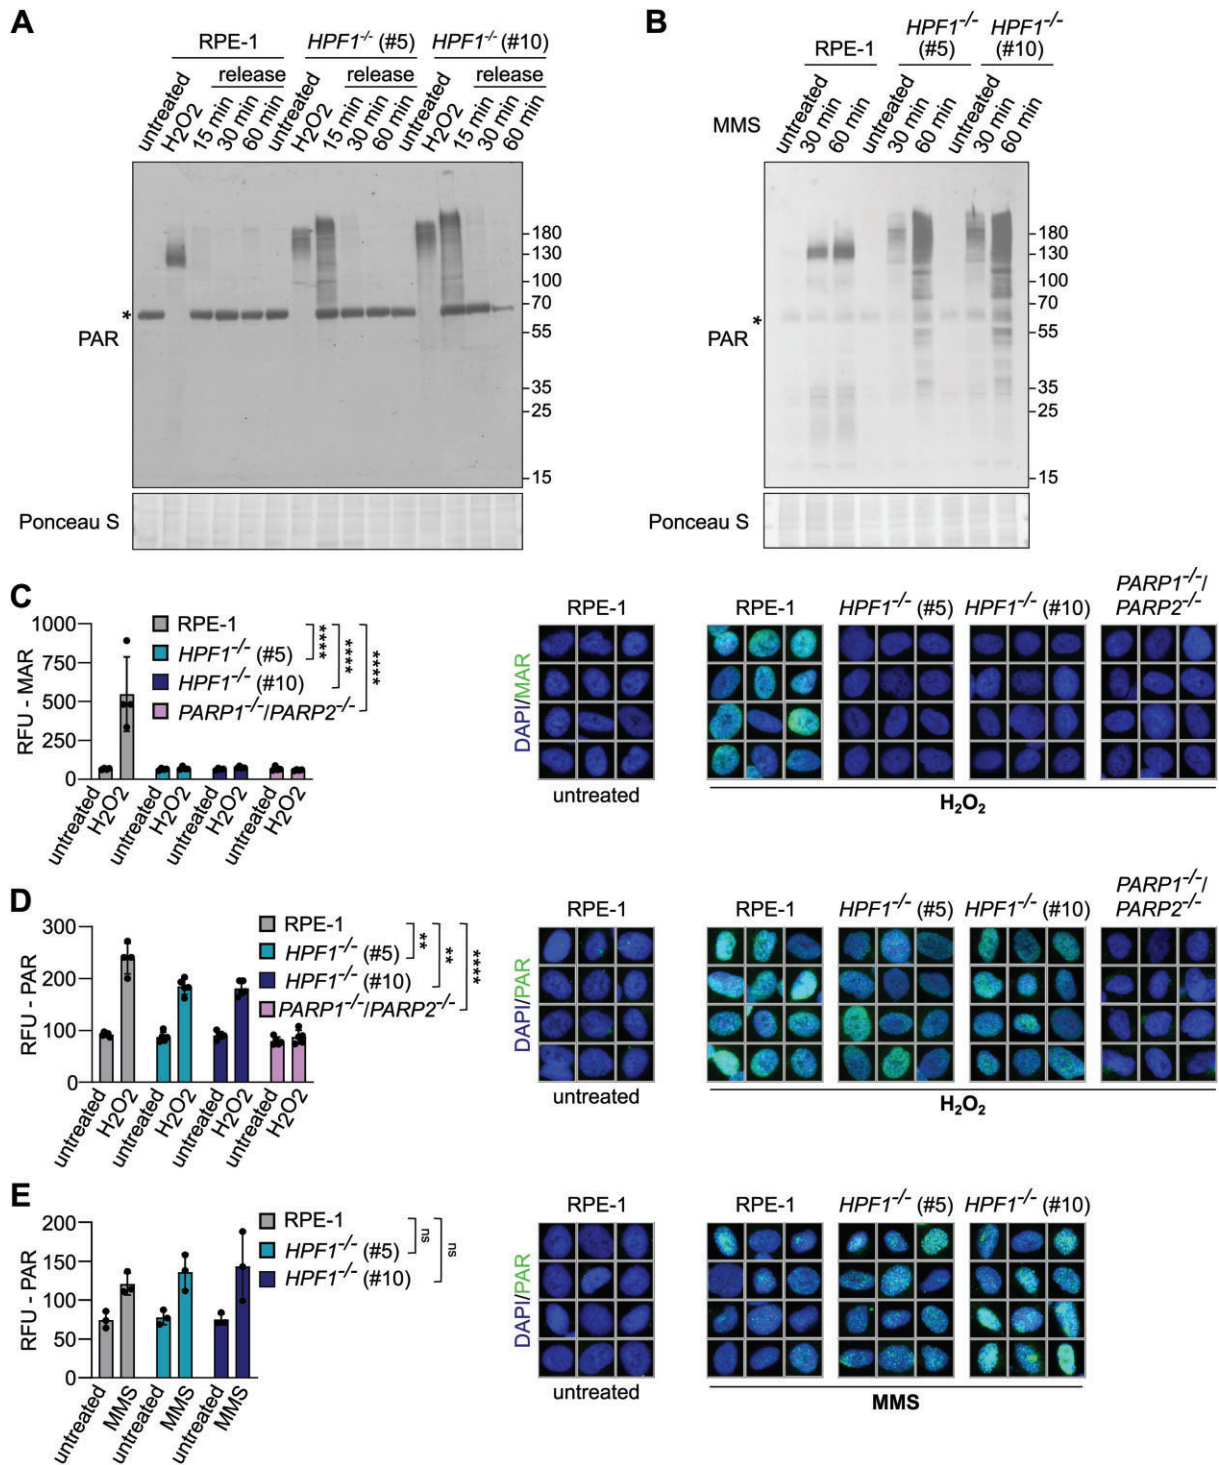 A
RPE-1
HPF1-/- (#5)
HPF1-/- (#10)
release
release
release
untreated
H2O2
15 min
30 min
60 min
untreated
H2O2
15 min
30 min
60 min
untreated
H2O2
15 min
30 min
60 min
180
130
100
70
55
35
25
15
*
PAR
Ponceau S
B
RPE-1
HPF1-/-
(#5)
HPF1-/-
(#10)
MMS
untreated
30 min
60 min
untreated
30 min
60 min
untreated
30 min
60 min
180
130
100
70
55
35
25
15
*
PAR
Ponceau S
C
RFU - MAR
1000
750
500
250
0
untreated
H2O2
untreated
H2O2
untreated
H2O2
untreated
H2O2
RPE-1
HPF1-/- (#5)
HPF1-/- (#10)
PARP1-/-/PARP2-/-
****
****
****
DAPI/MAR
RPE-1
untreated
RPE-1
HPF1-/- (#5)
HPF1-/- (#10)
PARP1-/-/
PARP2-/-
H2O2
D
RFU - PAR
300
200
100
0
untreated
H2O2
untreated
H2O2
untreated
H2O2
untreated
H2O2
RPE-1
HPF1-/- (#5)
HPF1-/- (#10)
PARP1-/-/PARP2-/-
**
**
****
DAPI/PAR
RPE-1
untreated
RPE-1
HPF1-/- (#5)
HPF1-/- (#10)
PARP1-/-/
PARP2-/-
H2O2
E
RFU - PAR
200
150
100
50
0
untreated
MMS
untreated
MMS
untreated
MMS
RPE-1
HPF1-/- (#5)
HPF1-/- (#10)
ns
ns
DAPI/PAR
RPE-1
untreated
RPE-1
HPF1-/- (#5)
HPF1-/- (#10)
MMS